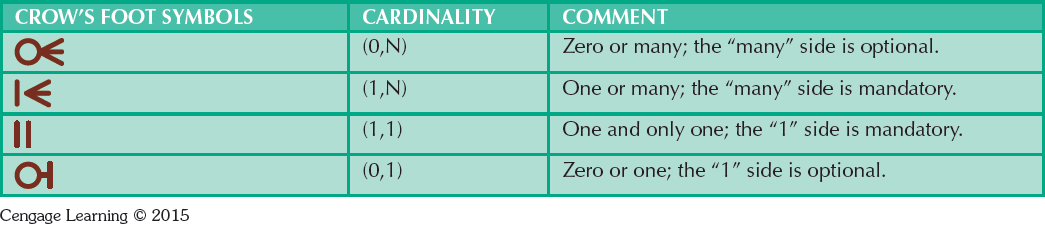 CROW'S FOOT SYMBOLS CARDINALITY COMMENT
(0,N) Zero or many; the “many” side is optional.
(1,N) One or many; the “many” side is mandatory.
(1,1) One and only one; the “1” side is mandatory.
(0,1) Zero or one; the “1” side is optional.
Cengage Learning © 2015